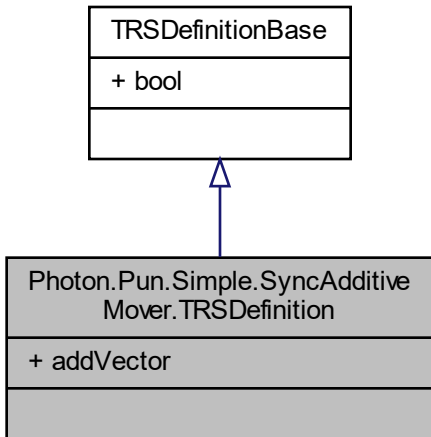 TRSDefinitionBase
+ bool
Photon.Pun.Simple.SyncAdditive
Mover.TRSDefinition
+ addVector